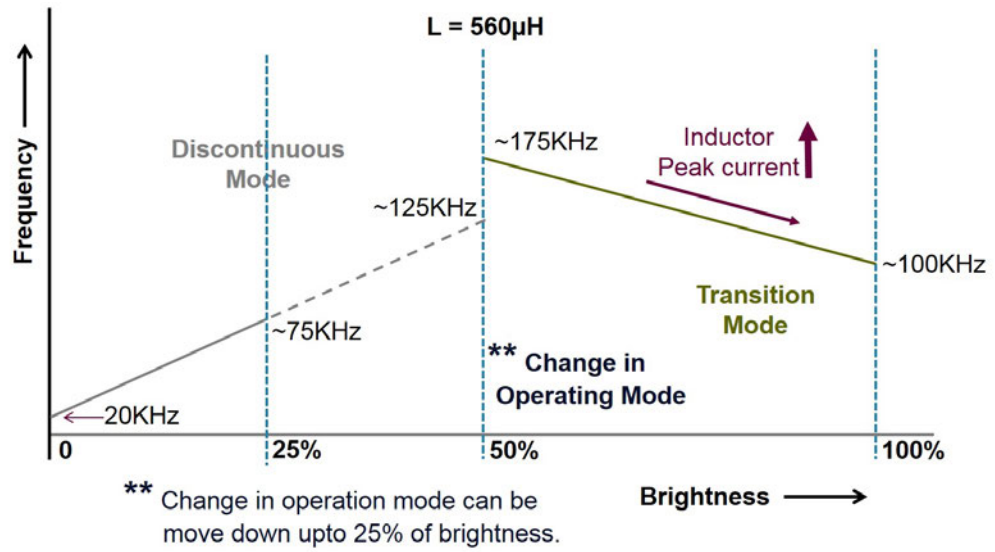 L = 560µH
Frequency
Discontinuous
Mode
~175KHz
Inductor
Peak current
~125KHz
~100KHz
Transition
Mode
~75KHz
** Change in
Operating Mode
20KHz
0
25%
50%
100%
Brightness
** Change in operation mode can be
move down upto 25% of brightness.